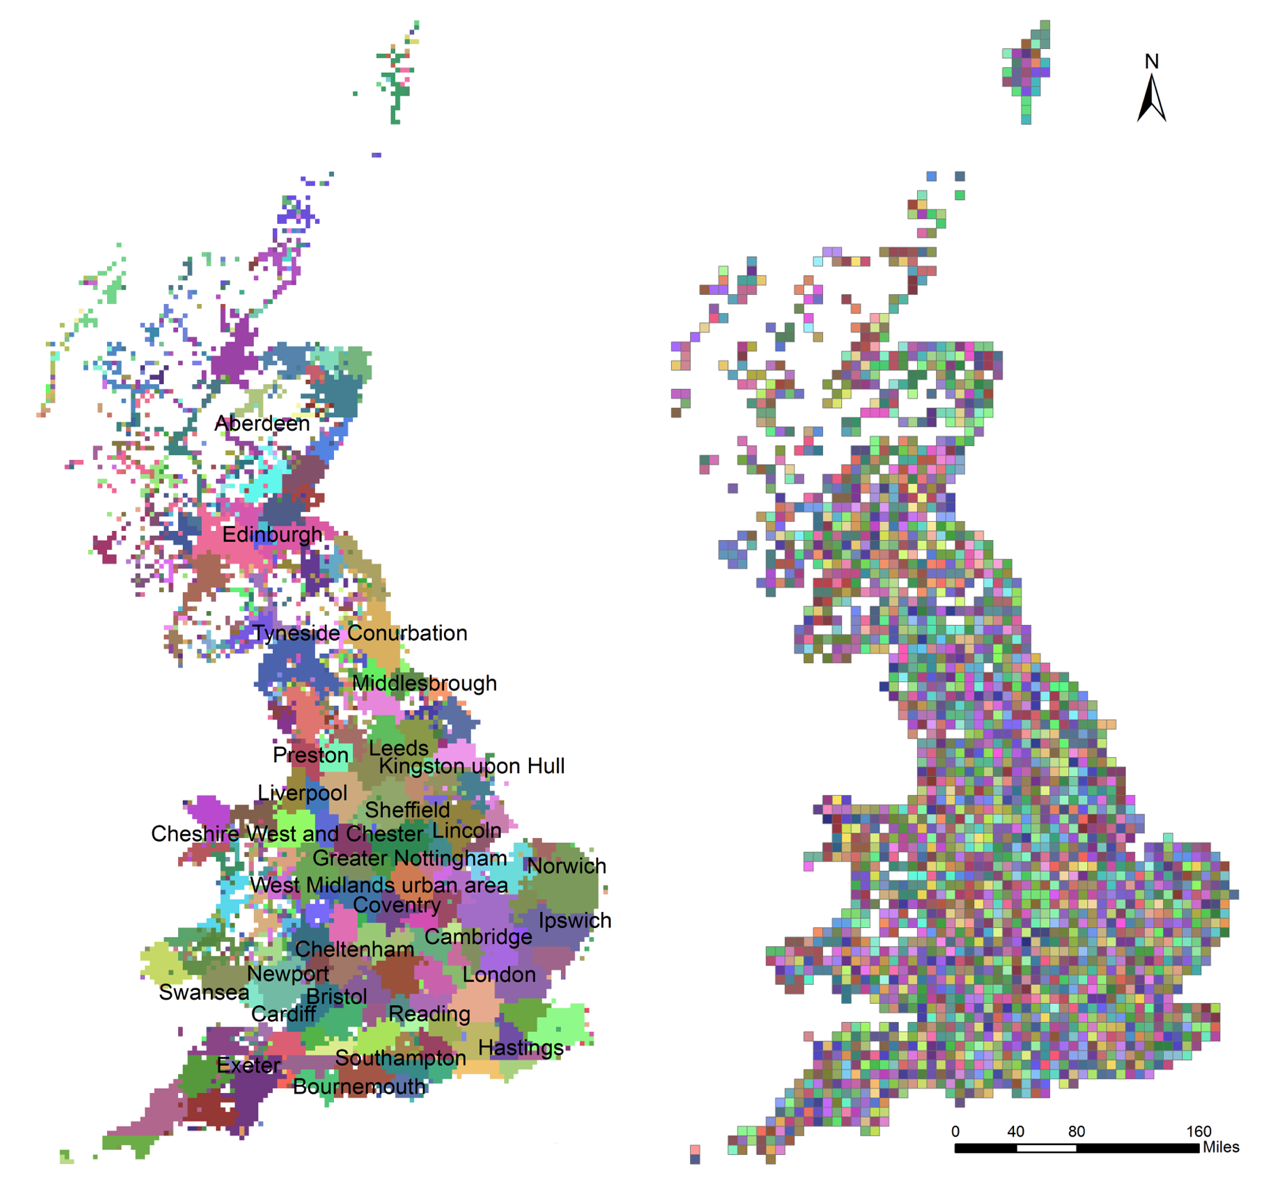 N
Aberdeen
Edinburgh
Tyneside Conurbation
Middlesbrough
Preston
Leeds
Kingston upon Hull
Liverpool
Sheffield
Cheshire West and Chester
Lincoln
Greater Nottingham
Norwich
West Midlands urban area
Coventry
Ipswich
Cambridge
Cheltenham
Newport
London
Swansea
Bristol
Cardiff
Reading
Hastings
Southampton
Exeter
Bournemouth
0 40 80 160
Miles